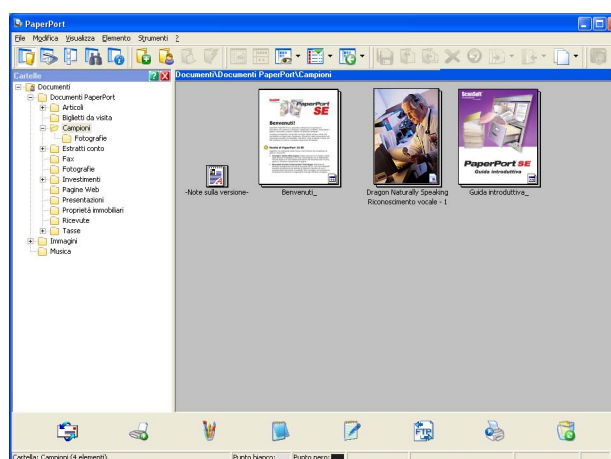 PaperPort
File Modifica Visualizza Elemento Strumenti ?
Cartelle
Documenti\Documenti PaperPort\Campioni
Documenti
Documenti PaperPort
Articoli
Biglietti da visita
Campioni
Fotografie
Estratti conto
Fax
Fotografie
Investimenti
Pagine Web
Presentazioni
Proprietà immobiliari
Ricevute
Tasse
Immagini
Musica
PaperPort
SE
Benvenuti!
ScanSoft
PaperPort SE
Guida introduttiva
-Note sulla versione-
Benvenuti_
Dragon Naturally Speaking
Riconoscimento vocale - 1
Guida introduttiva_
FTP
Cartella: Campioni (4 elementi).
Punto bianco:
Punto nero: